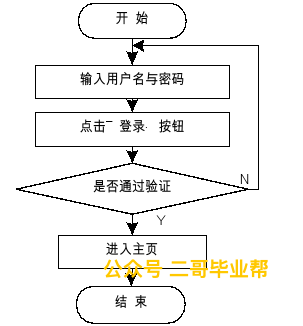 开 始
输入用户名与密码
点击“登录” 按钮
是否通过验证
N
Y
进入主页
公众号 二哥毕业帮
结 束